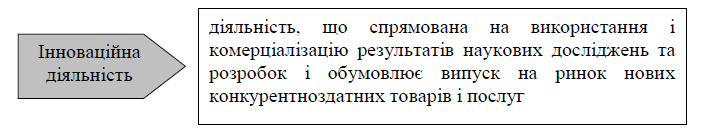 Інноваційна
діяльність
діяльність, що спрямована на використання і
комерціалізацію результатів наукових досліджень та
розробок і обумовлює випуск на ринок нових
конкурентноздатних товарів і послуг